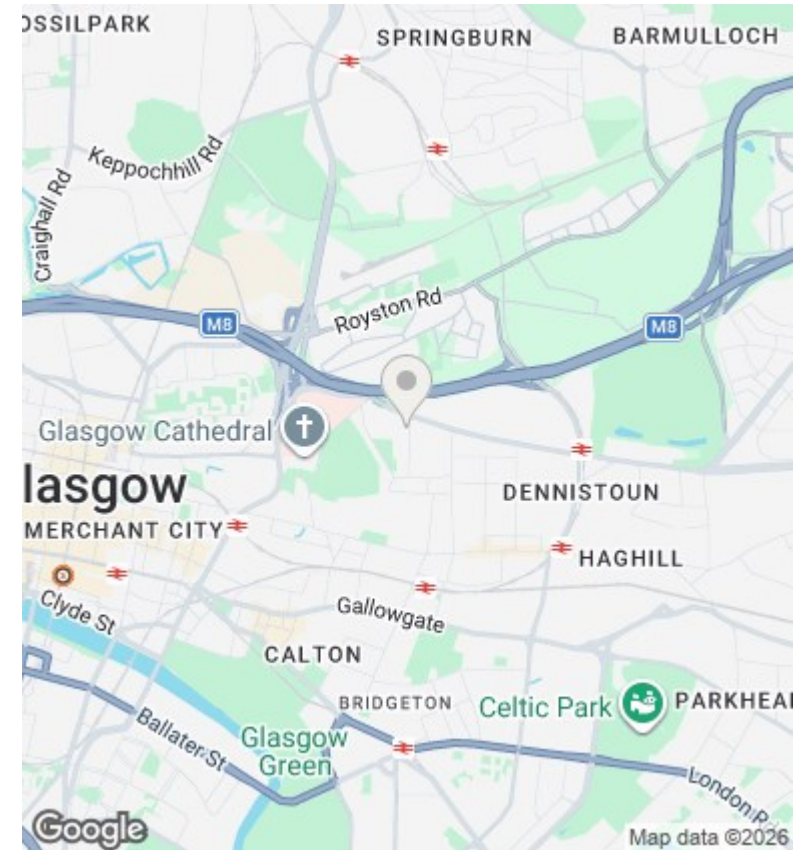 OSSILPARK
SPRINGBURN
BARMULLOCH
Keppochhill Rd
Craighall Rd
Royston Rd
M8
M8
Glasgow Cathedral
lasgow
DENNISTOUN
MERCHANT CITY
HAGHILL
Clyde St
Gallowgate
CALTON
BRIDGETON
Celtic Park
PARKHEAI
Ballater St
Glasgow
Green
London Rd
Google
Map data ©2026